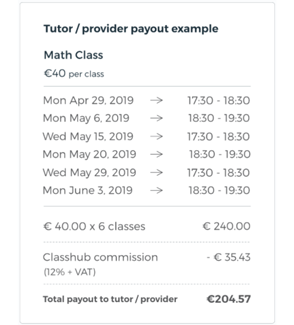 Tutor / provider payout example
Math Class
€40 per class
Mon Apr 29, 2019 → 17:30 - 18:30
Mon May 6, 2019 → 18:30 - 19:30
Wed May 15, 2019 → 17:30 - 18:30
Mon May 20, 2019 → 18:30 - 19:30
Wed May 29, 2019 → 17:30 - 18:30
Mon June 3, 2019 → 18:30 - 19:30
€ 40.00 x 6 classes € 240.00
Classhub commission - € 35.43
(12% + VAT)
Total payout to tutor / provider €204.57